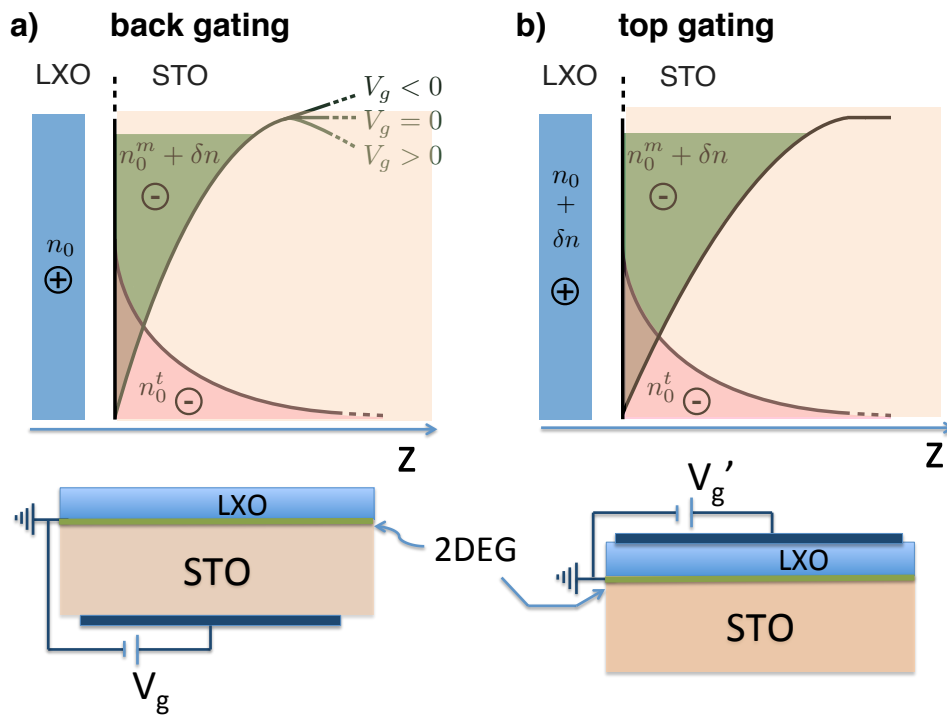 a) back gating
LXO STO
V_g < 0
V_g = 0
V_g > 0
n_0^m + δn
-
n_0
+
n_0^t -
z
LXO
STO
V_g
2DEG
b) top gating
LXO STO
n_0
+
δn
+
n_0^m + δn
-
n_0^t -
z
V_g'
LXO
STO